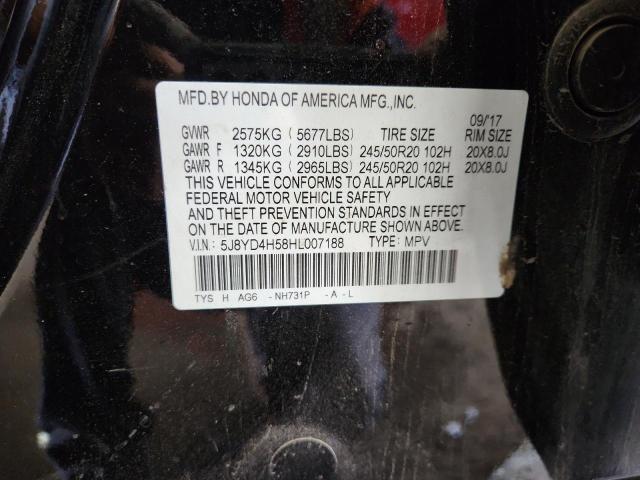 MFD.BY HONDA OF AMERICA MFG.,INC.
09/'17
GVWR 2575KG (5677LBS) TIRE SIZE RIM SIZE
GAWR F 1320KG (2910LBS) 245/50R20 102H 20X8.0J
GAWR R 1345KG (2965LBS) 245/50R20 102H 20X8.0J
THIS VEHICLE CONFORMS TO ALL APPLICABLE
FEDERAL MOTOR VEHICLE SAFETY
AND THEFT PREVENTION STANDARDS IN EFFECT
ON THE DATE OF MANUFACTURE SHOWN ABOVE.
V.I.N.: 5J8YD4H58HL007188 TYPE: MPV
TYS H AG6 -NH731P -A-L